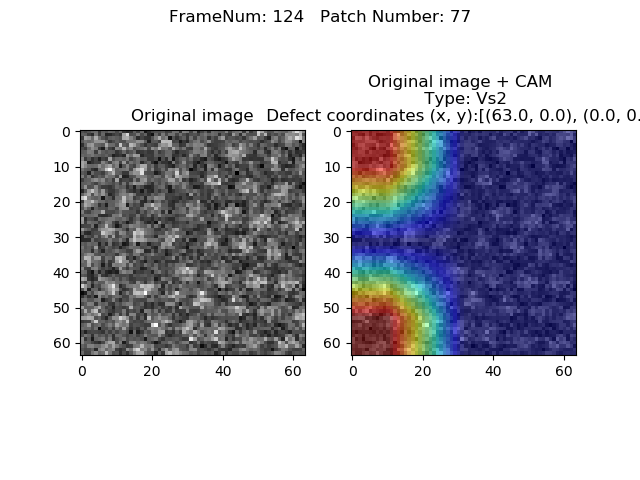 FrameNum: 124   Patch Number: 77
Original image + CAM
Type: Vs2
Original image   Defect coordinates (x, y):[(63.0, 0.0), (0.0, 0.
0
10
20
30
40
50
60
0 20 40 60
0
10
20
30
40
50
60
0 20 40 60